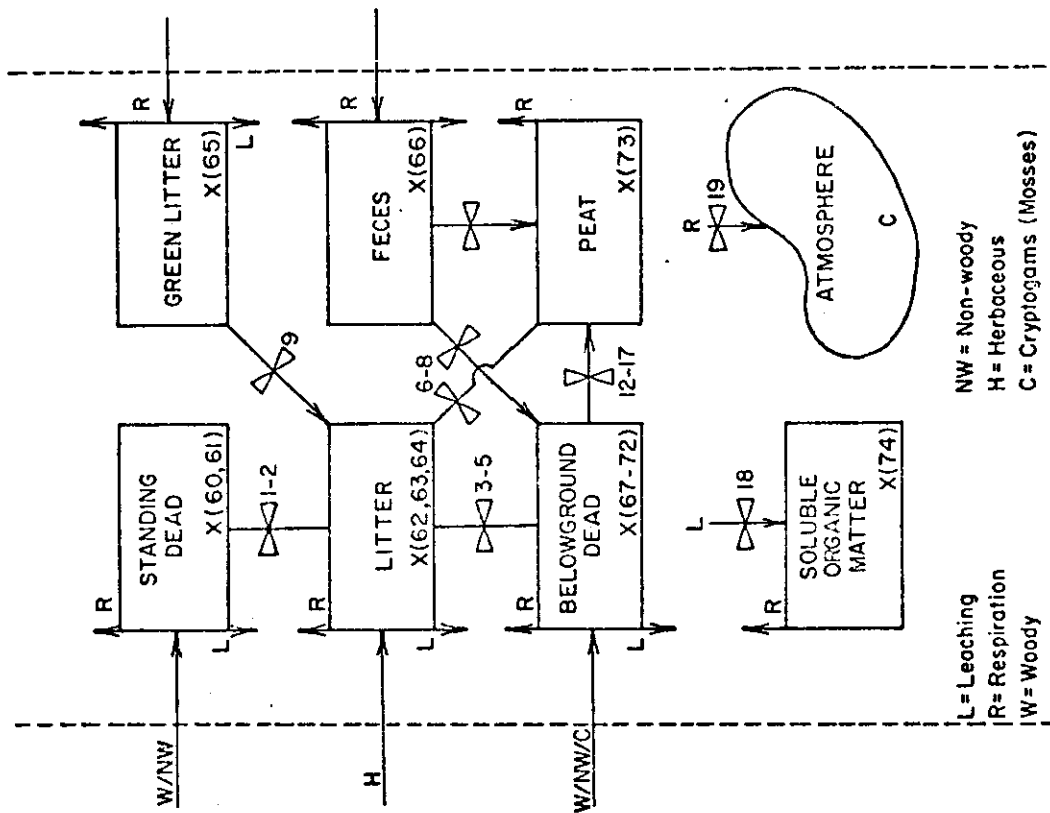 W/NW
STANDING
DEAD
X(60,61)
R
L
1-2
GREEN LITTER
X(65)
R
L
9
H
LITTER
X(62,63,64)
R
L
3-5
6-8
FECES
X(66)
R
W/NW/C
BELOWGROUND
DEAD
X(67-72)
R
L
12-17
PEAT
X(73)
R
L
18
SOLUBLE
ORGANIC
MATTER
X(74)
R
R
19
ATMOSPHERE
C
L = Leaching
R = Respiration
W = Woody
NW = Non-woody
H = Herbaceous
C = Cryptogams (Mosses)